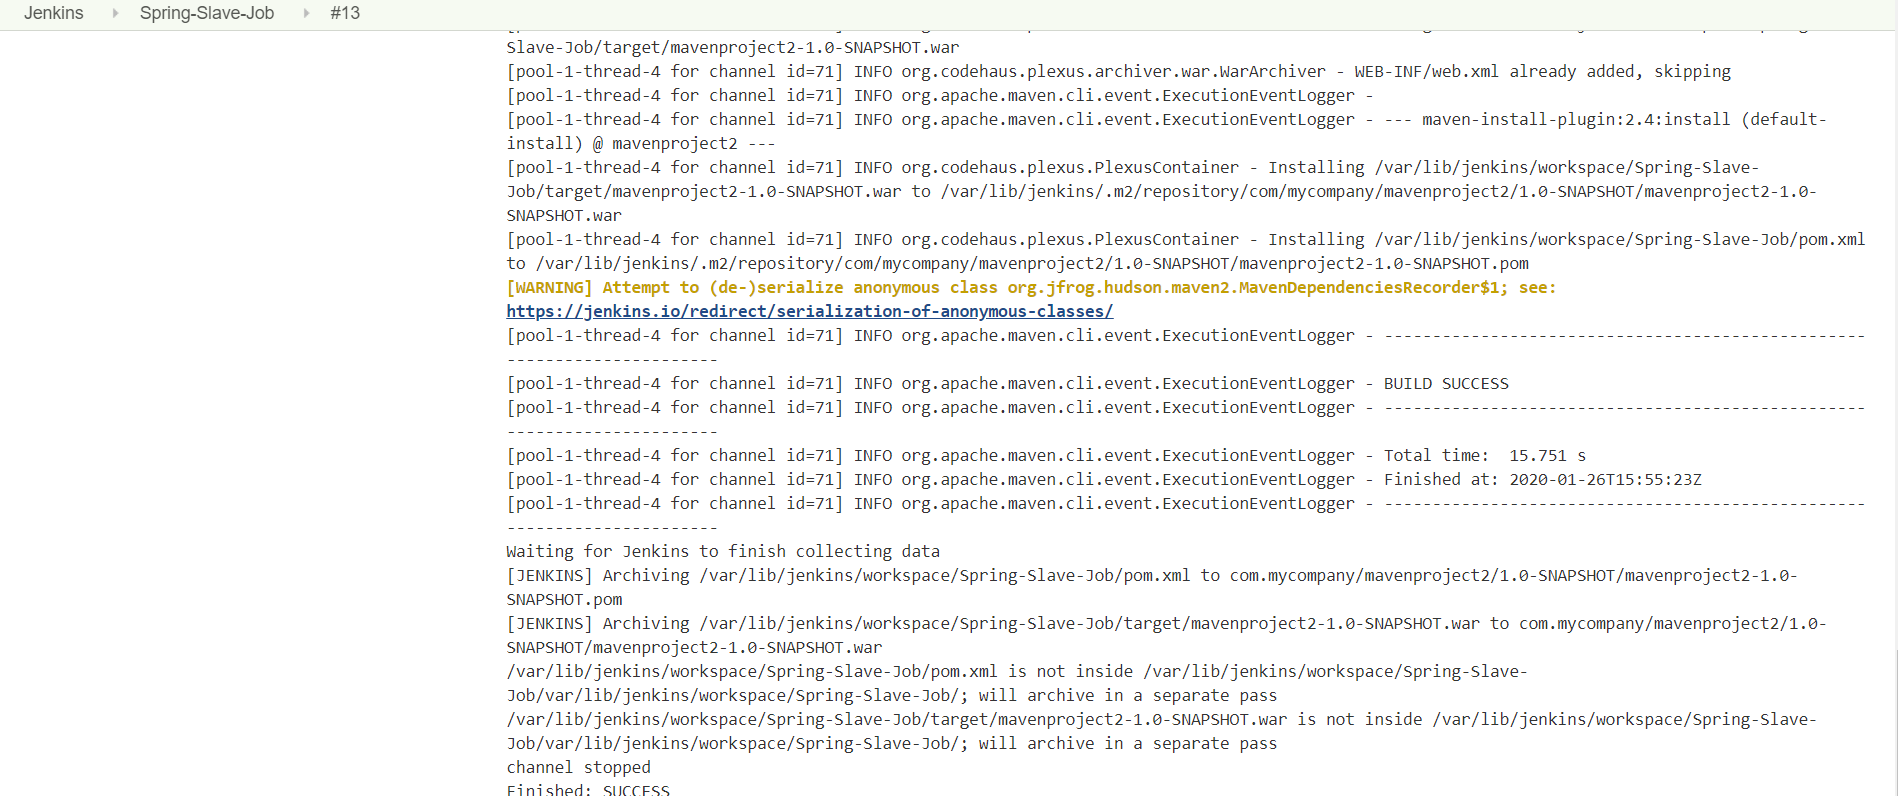 Jenkins Spring-Slave-Job #13
Slave-Job/target/mavenproject2-1.0-SNAPSHOT.war
[pool-1-thread-4 for channel id=71] INFO org.codehaus.plexus.archiver.war.WarArchiver - WEB-INF/web.xml already added, skipping
[pool-1-thread-4 for channel id=71] INFO org.apache.maven.cli.event.ExecutionEventLogger -
[pool-1-thread-4 for channel id=71] INFO org.apache.maven.cli.event.ExecutionEventLogger - --- maven-install-plugin:2.4:install (default-
install) @ mavenproject2 ---
[pool-1-thread-4 for channel id=71] INFO org.codehaus.plexus.PlexusContainer - Installing /var/lib/jenkins/workspace/Spring-Slave-
Job/target/mavenproject2-1.0-SNAPSHOT.war to /var/lib/jenkins/.m2/repository/com/mycompany/mavenproject2/1.0-SNAPSHOT/mavenproject2-1.0-
SNAPSHOT.war
[pool-1-thread-4 for channel id=71] INFO org.codehaus.plexus.PlexusContainer - Installing /var/lib/jenkins/workspace/Spring-Slave-Job/pom.xml
to /var/lib/jenkins/.m2/repository/com/mycompany/mavenproject2/1.0-SNAPSHOT/mavenproject2-1.0-SNAPSHOT.pom
[WARNING] Attempt to (de-)serialize anonymous class org.jfrog.hudson.maven2.MavenDependenciesRecorder$1; see:
https://jenkins.io/redirect/serialization-of-anonymous-classes/
[pool-1-thread-4 for channel id=71] INFO org.apache.maven.cli.event.ExecutionEventLogger - --------------------------------------------------
----------------------
[pool-1-thread-4 for channel id=71] INFO org.apache.maven.cli.event.ExecutionEventLogger - BUILD SUCCESS
[pool-1-thread-4 for channel id=71] INFO org.apache.maven.cli.event.ExecutionEventLogger - --------------------------------------------------
----------------------
[pool-1-thread-4 for channel id=71] INFO org.apache.maven.cli.event.ExecutionEventLogger - Total time:  15.751 s
[pool-1-thread-4 for channel id=71] INFO org.apache.maven.cli.event.ExecutionEventLogger - Finished at: 2020-01-26T15:55:23Z
[pool-1-thread-4 for channel id=71] INFO org.apache.maven.cli.event.ExecutionEventLogger - --------------------------------------------------
----------------------
Waiting for Jenkins to finish collecting data
[JENKINS] Archiving /var/lib/jenkins/workspace/Spring-Slave-Job/pom.xml to com.mycompany/mavenproject2/1.0-SNAPSHOT/mavenproject2-1.0-
SNAPSHOT.pom
[JENKINS] Archiving /var/lib/jenkins/workspace/Spring-Slave-Job/target/mavenproject2-1.0-SNAPSHOT.war to com.mycompany/mavenproject2/1.0-
SNAPSHOT/mavenproject2-1.0-SNAPSHOT.war
/var/lib/jenkins/workspace/Spring-Slave-Job/pom.xml is not inside /var/lib/jenkins/workspace/Spring-Slave-
Job/var/lib/jenkins/workspace/Spring-Slave-Job/; will archive in a separate pass
/var/lib/jenkins/workspace/Spring-Slave-Job/target/mavenproject2-1.0-SNAPSHOT.war is not inside /var/lib/jenkins/workspace/Spring-Slave-
Job/var/lib/jenkins/workspace/Spring-Slave-Job/; will archive in a separate pass
channel stopped
Finished: SUCCESS